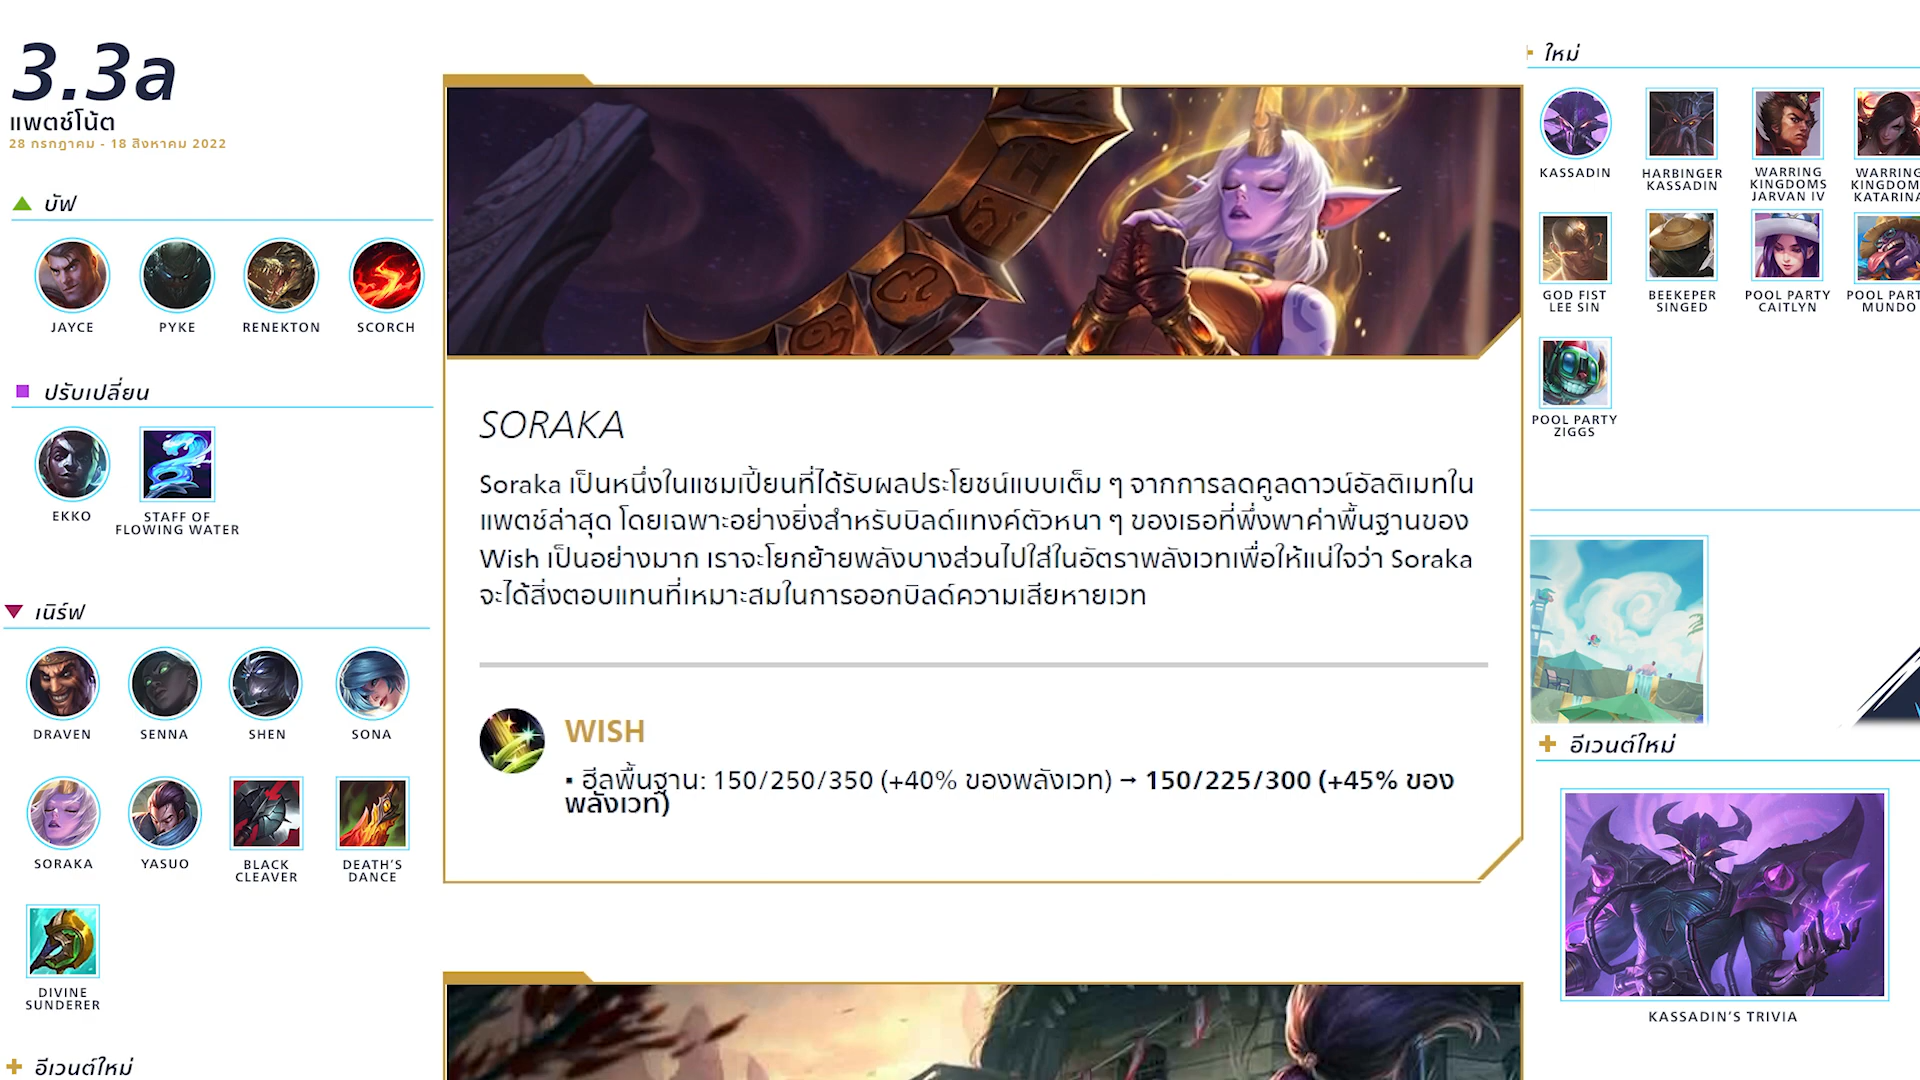 3.3a
แพตช์โน้ต
28 กรกฎาคม - 18 สิงหาคม 2022
บัฟ
JAYCE
PYKE
RENEKTON
SCORCH
ปรับเปลี่ยน
EKKO
STAFF OF
FLOWING WATER
เนิร์ฟ
DRAVEN
SENNA
SHEN
SONA
SORAKA
YASUO
BLACK
CLEAVER
DEATH'S
DANCE
DIVINE
SUNDERER
อีเวนต์ใหม่
SORAKA
Soraka เป็นหนึ่งในแชมเปี้ยนที่ได้รับผลประโยชน์แบบเต็ม ๆ จากการลดคูลดาวน์อัลติเมทใน
แพตช์ล่าสุด โดยเฉพาะอย่างยิ่งสำหรับบิลด์แทงค์ตัวหนา ๆ ของเธอที่พึ่งพาค่าพื้นฐานของ
Wish เป็นอย่างมาก เราจะโยกย้ายพลังบางส่วนไปใส่ในอัตราพลังเวทเพื่อให้แน่ใจว่า Soraka
จะได้สิ่งตอบแทนที่เหมาะสมในการออกบิลด์ความเสียหายเวท
WISH
▪ ฮีลพื้นฐาน: 150/250/350 (+40% ของพลังเวท) → 150/225/300 (+45% ของ
พลังเวท)
ใหม่
KASSADIN
HARBINGER
KASSADIN
WARRING
KINGDOMS
JARVAN IV
WARRING
KINGDOM
KATARINA
GOD FIST
LEE SIN
BEEKEPER
SINGED
POOL PARTY
CAITLYN
POOL PART
MUNDO
POOL PARTY
ZIGGS
อีเวนต์ใหม่
KASSADIN'S TRIVIA